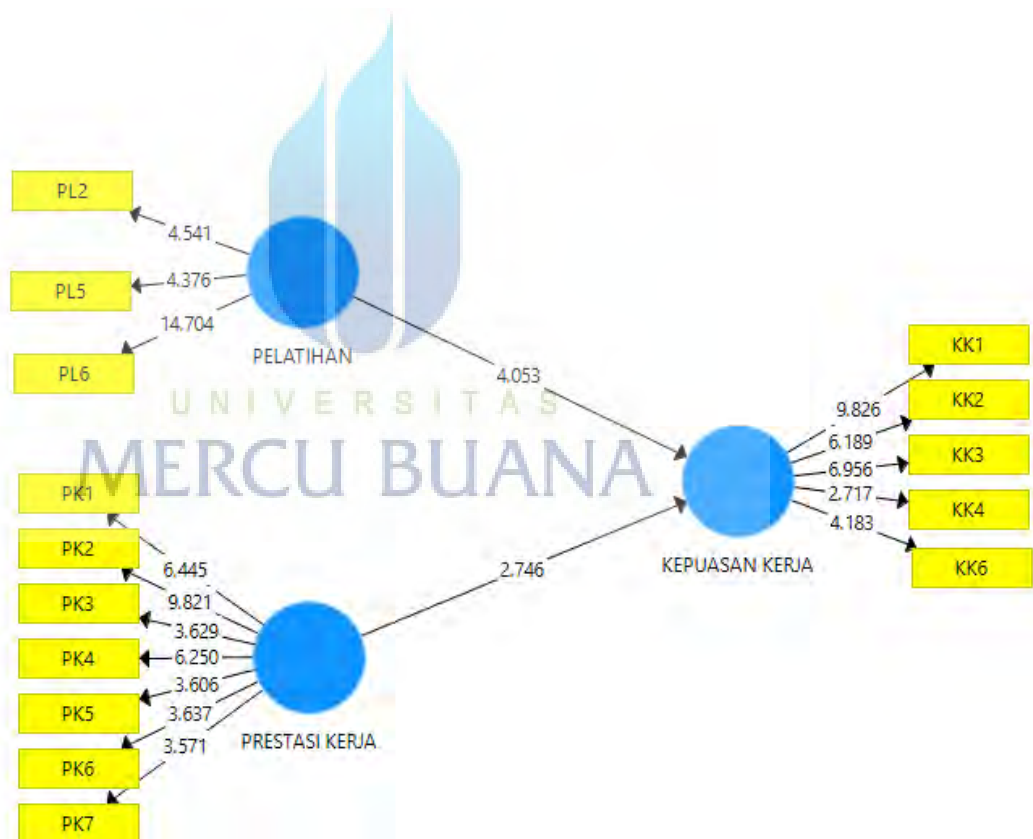 PL2
4.541
PL5
4.376
14.704
PL6
PELATIHAN
4.053
UNIVERSITAS
MERCU BUANA
KK1
9.826
KK2
6.189
KK3
6.956
2.717
KK4
4.183
KK6
KEPUASAN KERJA
2.746
PK1
PK2
6.445
9.821
PK3
3.629
PK4
6.250
3.606
PK5
3.637
3.571
PK6
PK7
PRESTASI KERJA